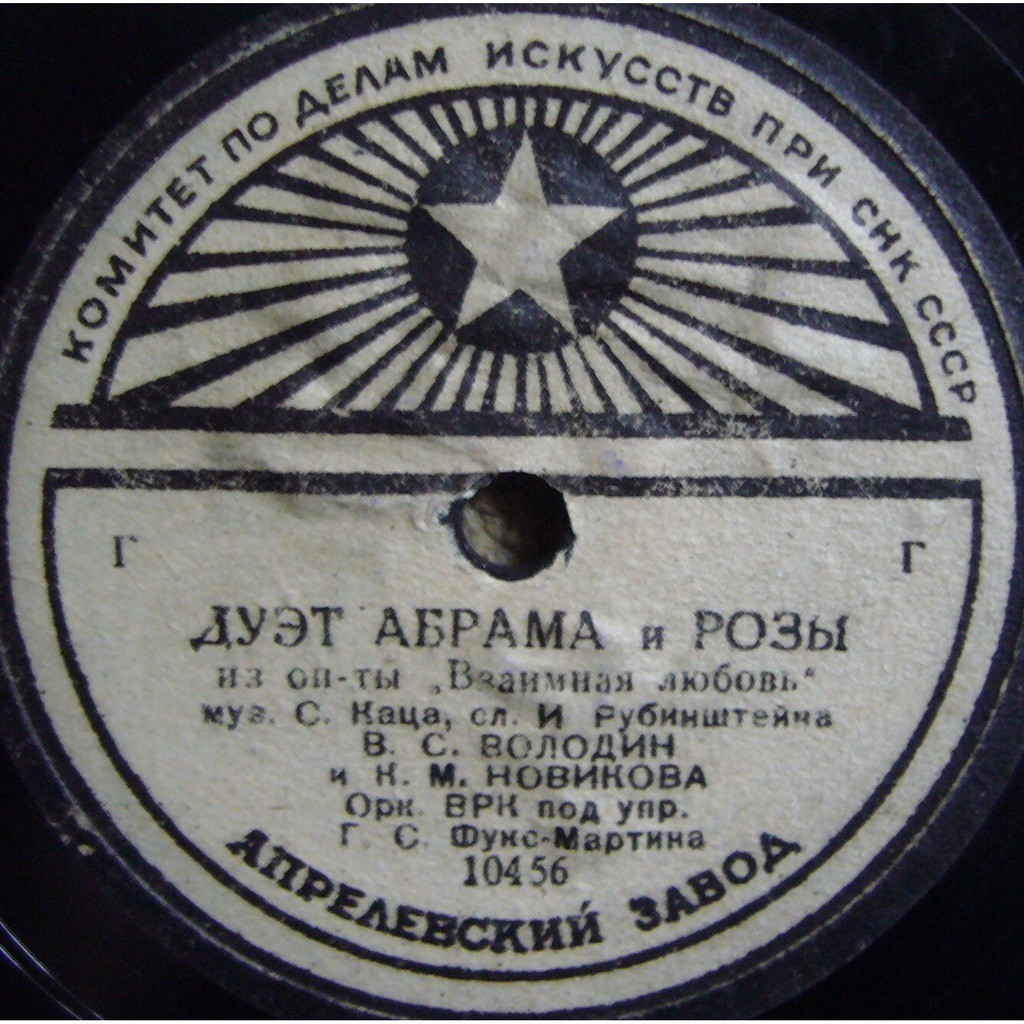 КОМИТЕТ ПО ДЕЛАМ ИСКУССТВ ПРИ СНК СССР
Г Г
ДУЭТ АБРАМА и РОЗЫ
из оп-ты „Взаимная любовь“
муз. С. Каца, сл. И Рубинштейна
В. С. ВОЛОДИН
и К. М. НОВИКОВА
Орк. ВРК под упр.
Г. С. Фукс-Мартина
10456
АПРЕЛЕВСКИЙ ЗАВОД